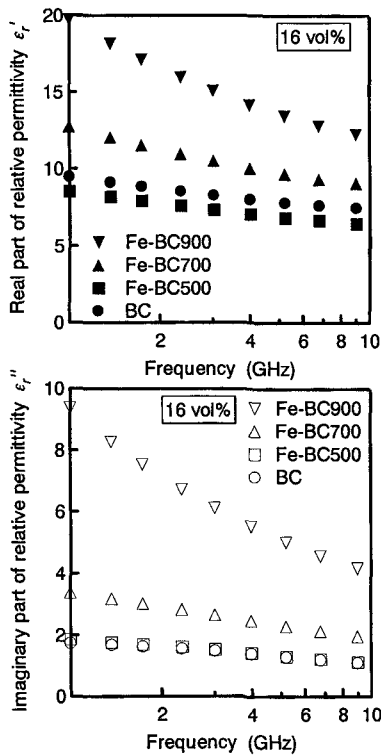 Real part of relative permittivity εr'
16 vol%
20
15
10
5
0
▼ Fe-BC900
▲ Fe-BC700
■ Fe-BC500
● BC
2 4 6 8 10
Frequency (GHz)
Imaginary part of relative permittivity εr''
16 vol%
10
8
6
4
2
0
▽ Fe-BC900
△ Fe-BC700
□ Fe-BC500
○ BC
2 4 6 8 10
Frequency (GHz)